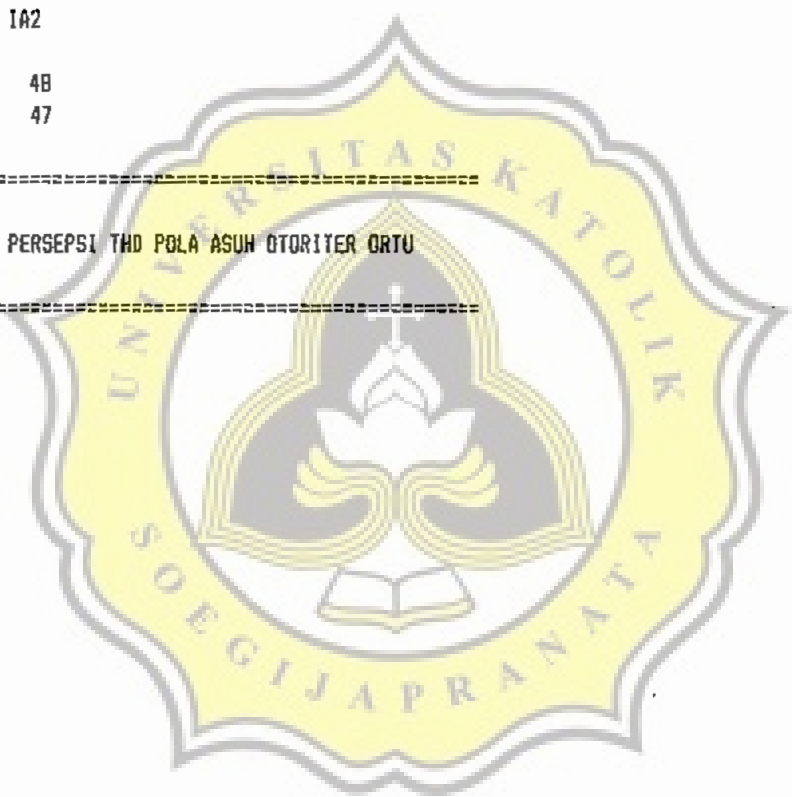 IA2
48
47
===============================================
PERSEPSI THD POLA ASUH OTORITER ORTU
===============================================
UNIVERSITAS KATOLIK
SOEGIJAPRANATA